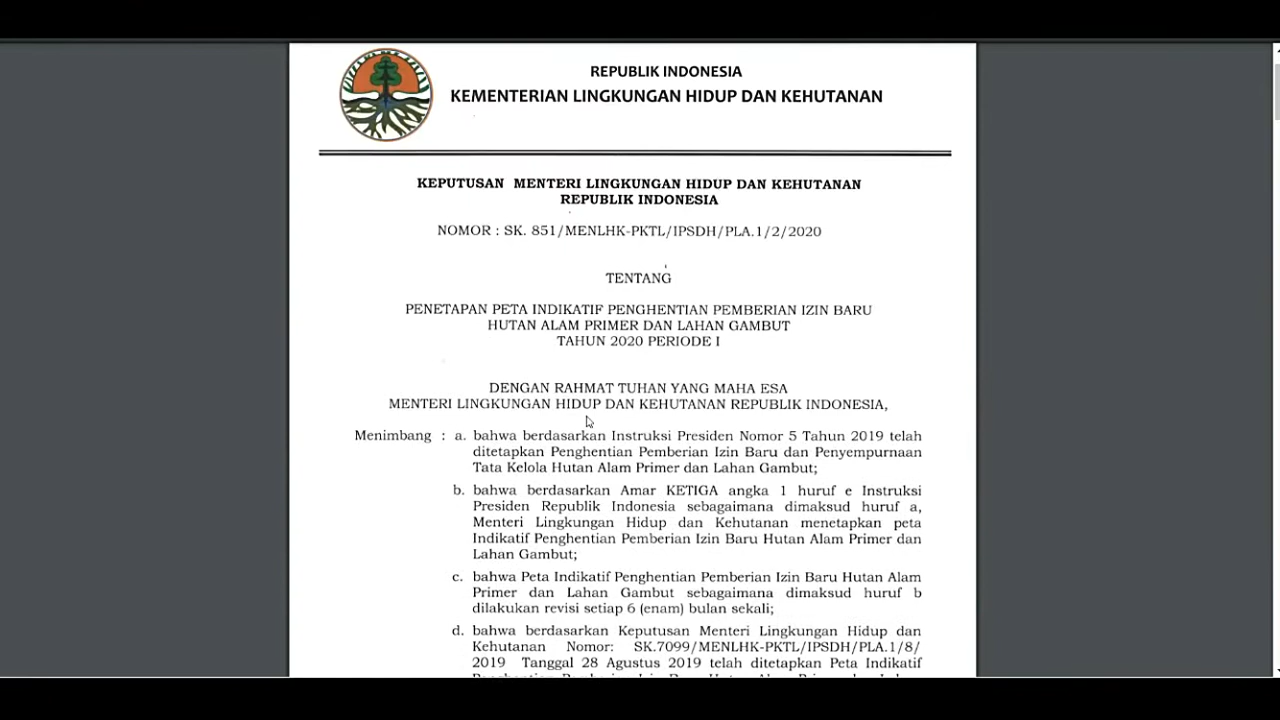 REPUBLIK INDONESIA
KEMENTERIAN LINGKUNGAN HIDUP DAN KEHUTANAN
KEPUTUSAN MENTERI LINGKUNGAN HIDUP DAN KEHUTANAN
REPUBLIK INDONESIA
NOMOR : SK. 851/MENLHK-PKTL/IPSDH/PLA.1/2/2020
TENTANG
PENETAPAN PETA INDIKATIF PENGHENTIAN PEMBERIAN IZIN BARU
HUTAN ALAM PRIMER DAN LAHAN GAMBUT
TAHUN 2020 PERIODE I
DENGAN RAHMAT TUHAN YANG MAHA ESA
MENTERI LINGKUNGAN HIDUP DAN KEHUTANAN REPUBLIK INDONESIA,
Menimbang : a. bahwa berdasarkan Instruksi Presiden Nomor 5 Tahun 2019 telah
ditetapkan Penghentian Pemberian Izin Baru dan Penyempurnaan
Tata Kelola Hutan Alam Primer dan Lahan Gambut;
b. bahwa berdasarkan Amar KETIGA angka 1 huruf e Instruksi
Presiden Republik Indonesia sebagaimana dimaksud huruf a,
Menteri Lingkungan Hidup dan Kehutanan menetapkan peta
Indikatif Penghentian Pemberian Izin Baru Hutan Alam Primer dan
Lahan Gambut;
c. bahwa Peta Indikatif Penghentian Pemberian Izin Baru Hutan Alam
Primer dan Lahan Gambut sebagaimana dimaksud huruf b
dilakukan revisi setiap 6 (enam) bulan sekali;
d. bahwa berdasarkan Keputusan Menteri Lingkungan Hidup dan
Kehutanan Nomor: SK.7099/MENLHK-PKTL/IPSDH/PLA.1/8/
2019 Tanggal 28 Agustus 2019 telah ditetapkan Peta Indikatif